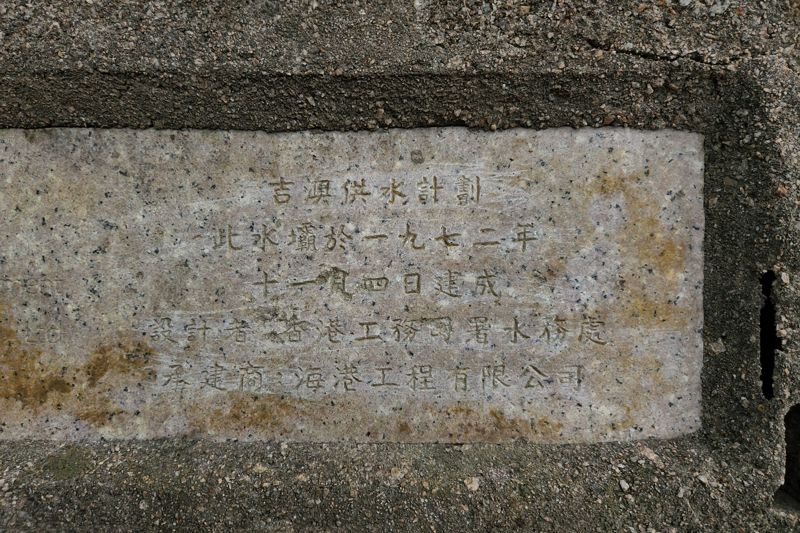 吉澳供水計劃
此水壩於一九七二年
十一月四日建成
設計者:香港工務司署水務處
承建商:海港工程有限公司